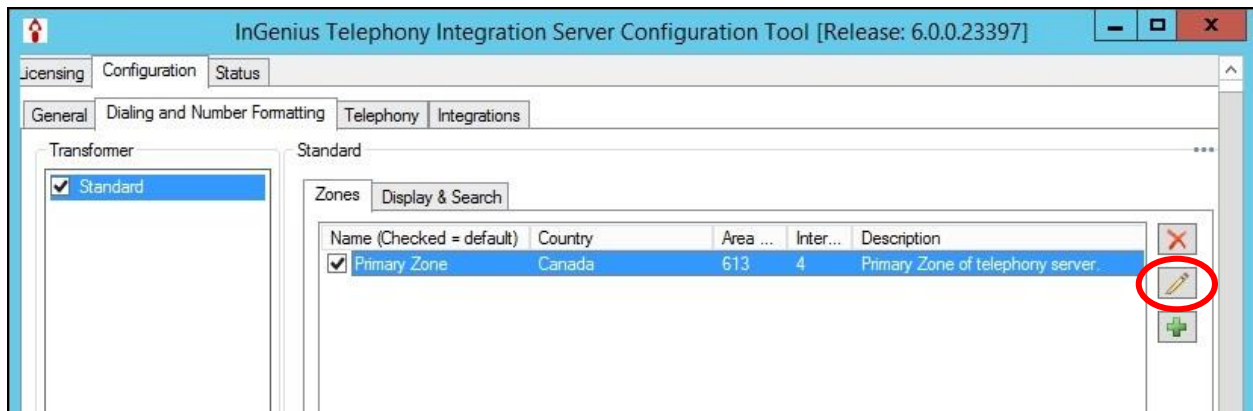 InGenius Telephony Integration Server Configuration Tool [Release: 6.0.0.23397]
Licensing Configuration Status
General Dialing and Number Formatting Telephony Integrations
Transformer Standard
Standard Zones Display & Search
Name (Checked = default) Country Area ... Inter... Description
Primary Zone Canada 613 4 Primary Zone of telephony server.